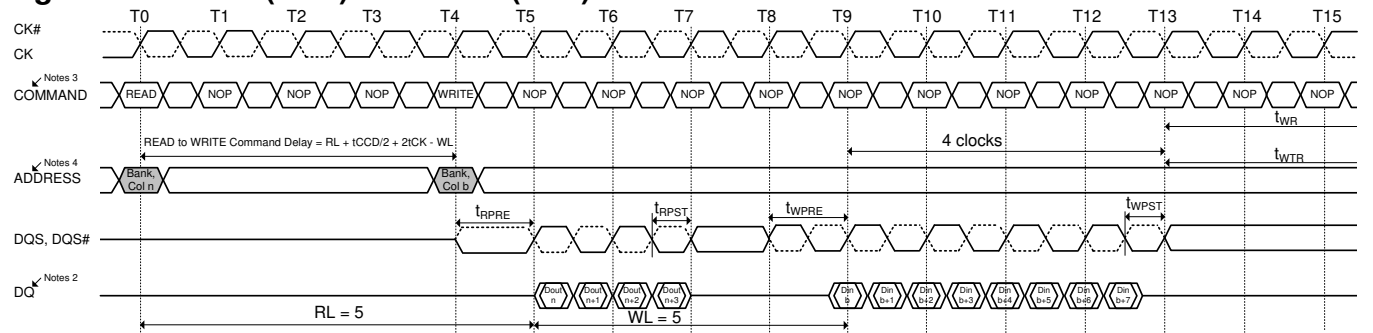 T0 T1 T2 T3 T4 T5 T6 T7 T8 T9 T10 T11 T12 T13 T14 T15
CK#
CK
Notes 3
COMMAND READ NOP NOP NOP WRITE NOP NOP NOP NOP NOP NOP NOP NOP NOP NOP NOP
tWR
READ to WRITE Command Delay = RL + tCCD/2 + 2tCK - WL
4 clocks
tWTR
Notes 4
ADDRESS
Bank, Col n
Bank, Col b
tRPRE tRPST tWPRE tWPST
DQS, DQS#
Notes 2
DQ
Dout n
Dout n+1
Dout n+2
Dout n+3
Din b
Din b+1
Din b+2
Din b+3
Din b+4
Din b+5
Din b+6
Din b+7
RL = 5 WL = 5